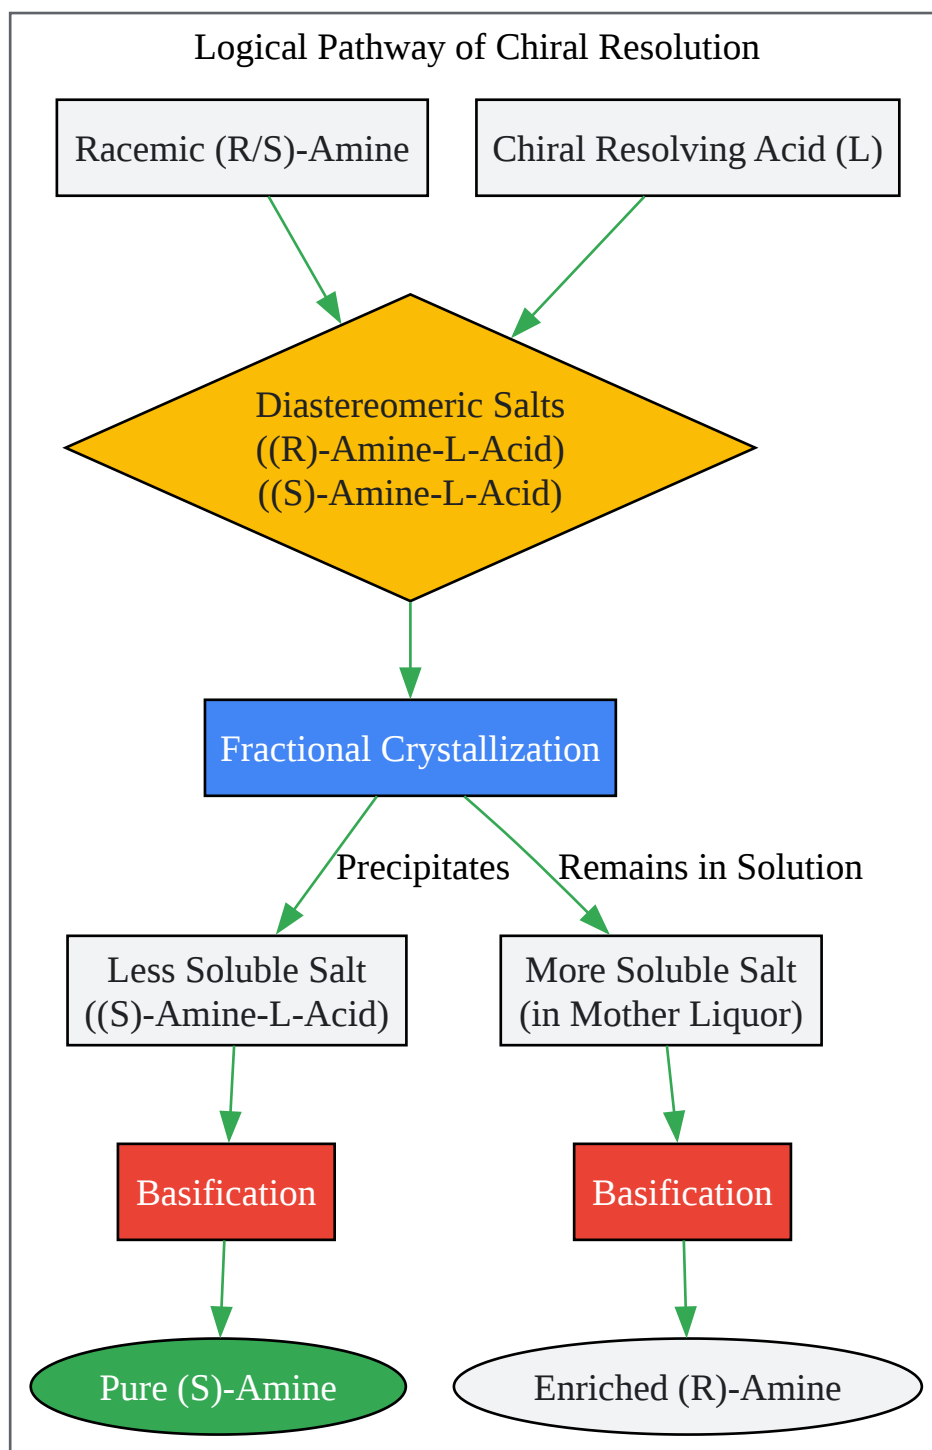 Logical Pathway of Chiral Resolution
Racemic (R/S)-Amine
Chiral Resolving Acid (L)
Diastereomeric Salts
((R)-Amine-L-Acid)
((S)-Amine-L-Acid)
Fractional Crystallization
Precipitates
Remains in Solution
Less Soluble Salt
((S)-Amine-L-Acid)
More Soluble Salt
(in Mother Liquor)
Basification
Basification
Pure (S)-Amine
Enriched (R)-Amine